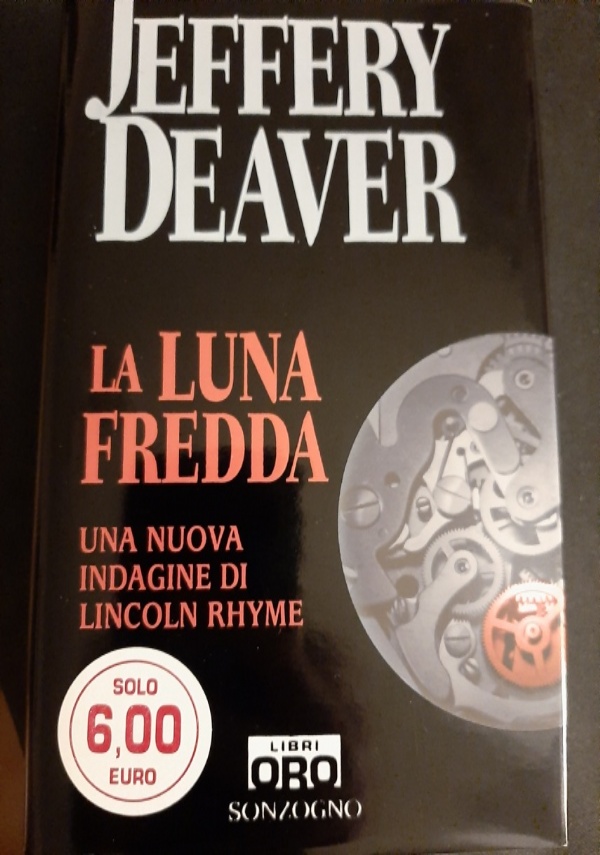 JEFFERY
DEAVER
LA LUNA
FREDDA
UNA NUOVA
INDAGINE DI
LINCOLN RHYME
SOLO
6,00
EURO
LIBRI
ORO
SONZOGNO